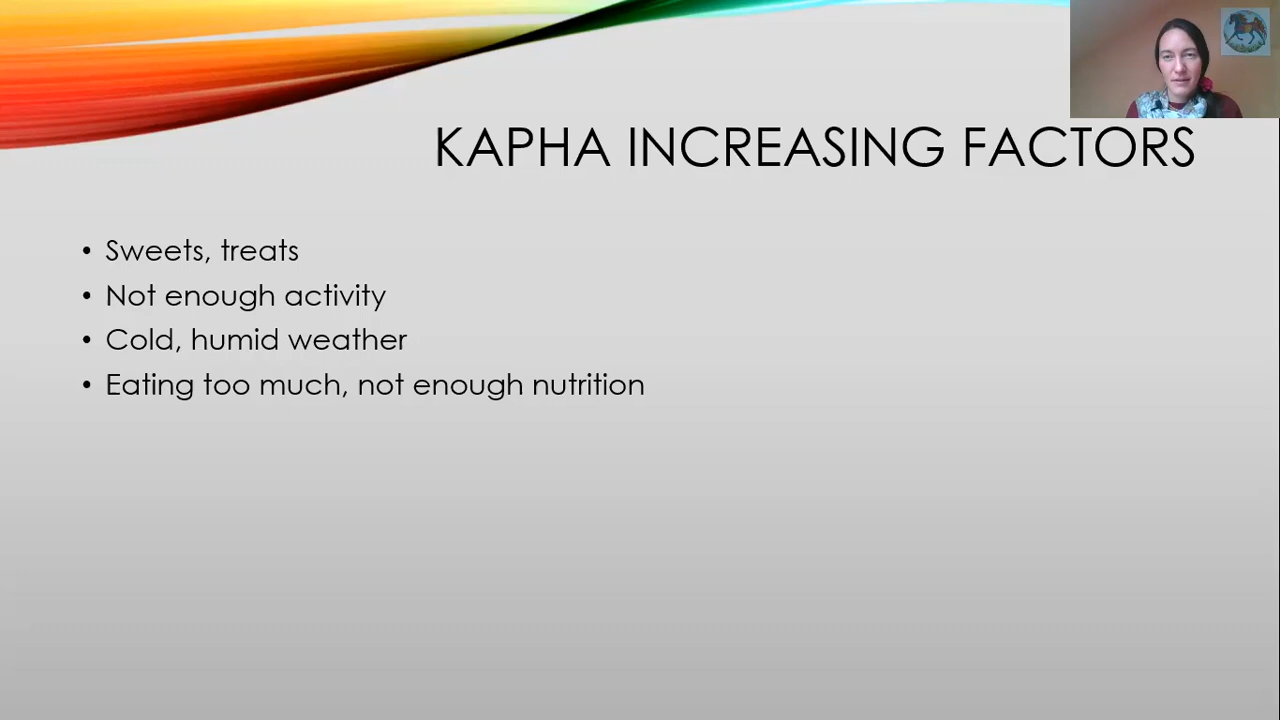 KAPHA INCREASING FACTORS
• Sweets, treats
• Not enough activity
• Cold, humid weather
• Eating too much, not enough nutrition